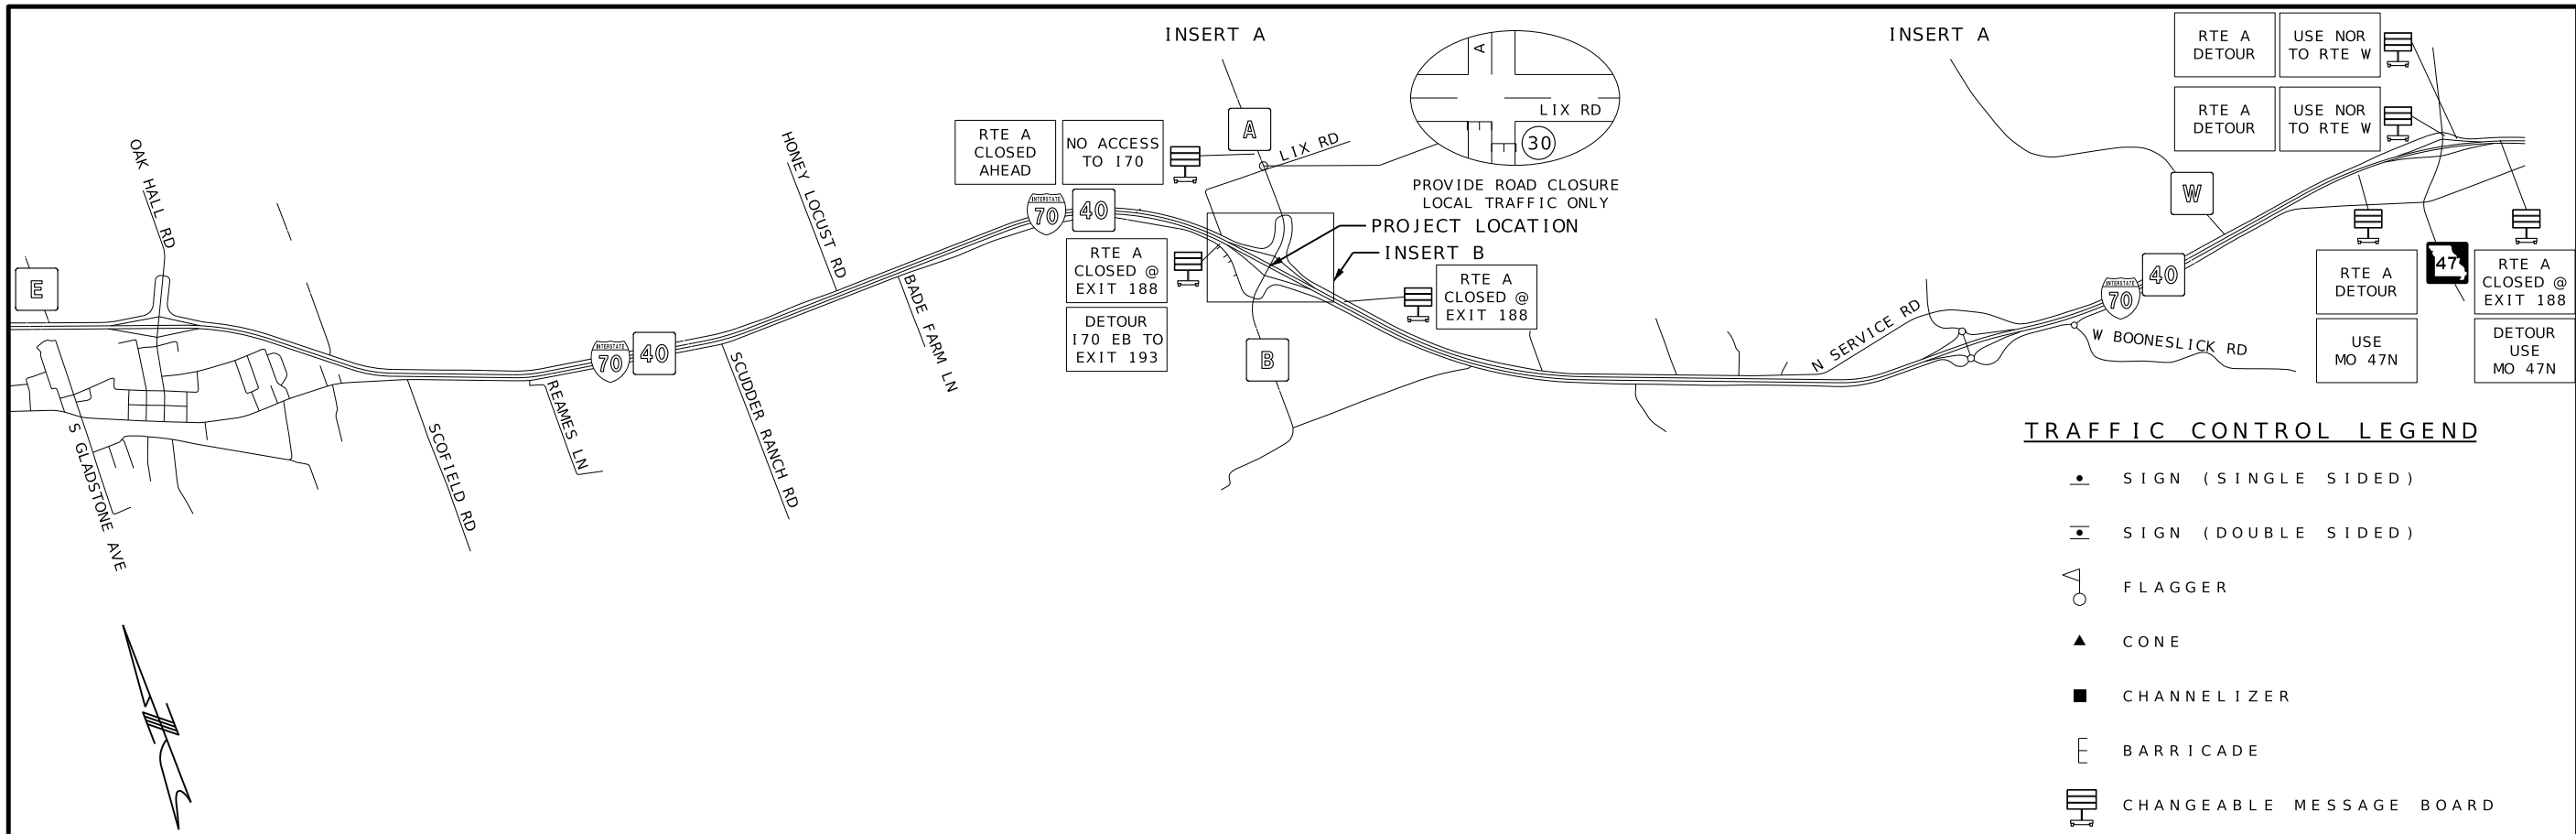 INSERT A
INSERT A
RTE A
DETOUR
USE NOR
TO RTE W
RTE A
DETOUR
USE NOR
TO RTE W
A
LIX RD
30
PROVIDE ROAD CLOSURE
LOCAL TRAFFIC ONLY
RTE A
CLOSED
AHEAD
NO ACCESS
TO I70
A
LIX RD
OAK HALL RD
HONEY LOCUST RD
INTERSTATE
70
40
PROJECT LOCATION
INSERT B
RTE A
CLOSED @
EXIT 188
DETOUR
I70 EB TO
EXIT 193
RTE A
CLOSED @
EXIT 188
W
E
BADE FARM LN
INTERSTATE
70
40
SCUDDER RANCH RD
REAMES LN
SCOFIELD RD
S GLADSTONE AVE
B
N SERVICE RD
INTERSTATE
70
40
W BOONESLICK RD
RTE A
DETOUR
USE
MO 47N
47
RTE A
CLOSED @
EXIT 188
DETOUR
USE
MO 47N
N
TRAFFIC CONTROL LEGEND
SIGN (SINGLE SIDED)
SIGN (DOUBLE SIDED)
FLAGGER
CONE
CHANNELIZER
BARRICADE
CHANGEABLE MESSAGE BOARD